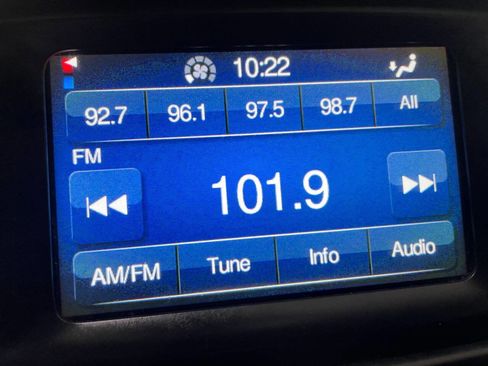 10:22
92.7 96.1 97.5 98.7 All
FM
101.9
AM/FM Tune Info Audio